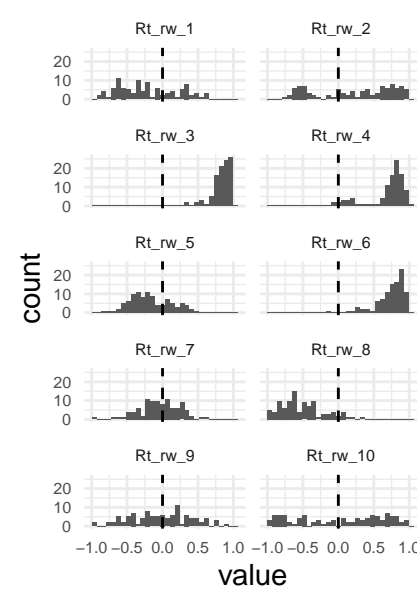 Rt_rw_1 Rt_rw_2
20
10
0
Rt_rw_3 Rt_rw_4
20
10
0
Rt_rw_5 Rt_rw_6
20
10
0
Rt_rw_7 Rt_rw_8
20
10
0
Rt_rw_9 Rt_rw_10
20
10
0
−1.0 −0.5 0.0 0.5 1.0 −1.0 −0.5 0.0 0.5 1.0
count
value